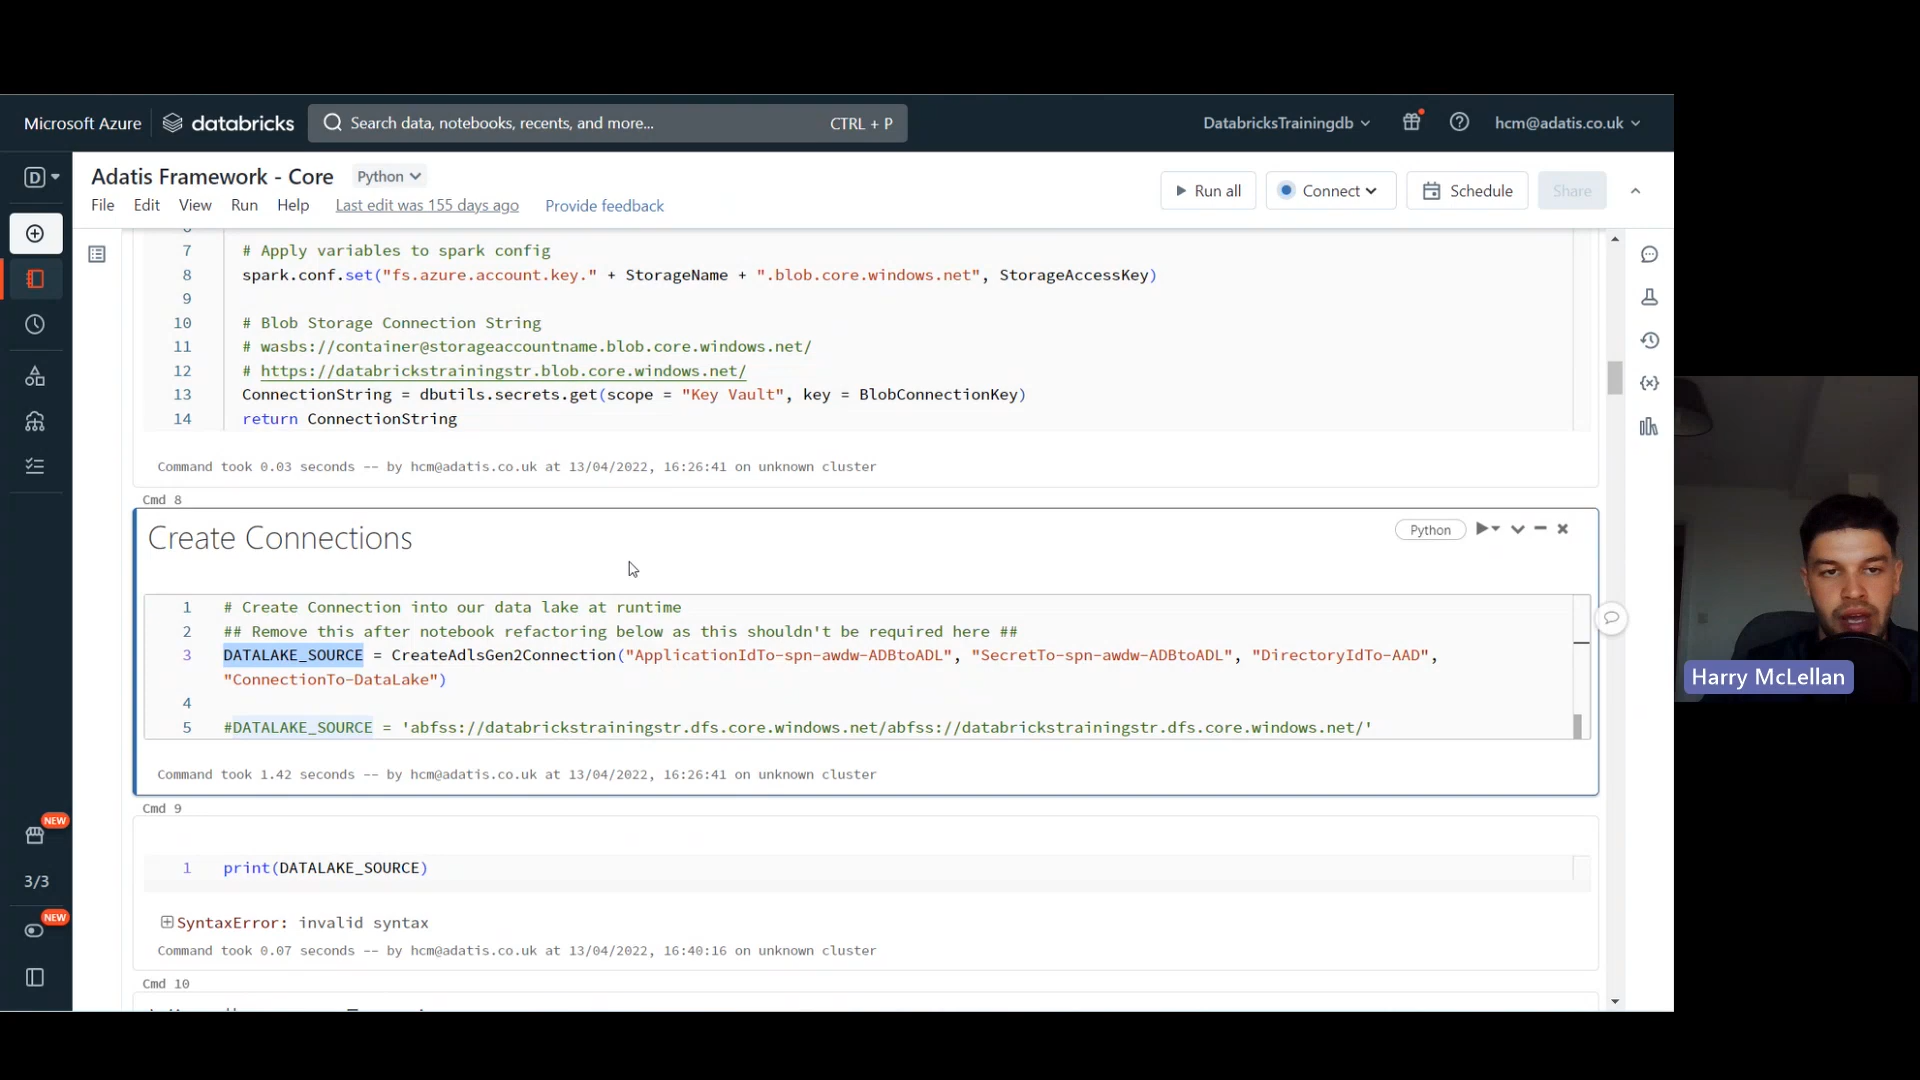 Microsoft Azure databricks Search data, notebooks, recents, and more... CTRL + P DatabricksTrainingdb hcm@adatis.co.uk
D
Adatis Framework - Core Python
Run all Connect Schedule Share
File Edit View Run Help Last edit was 155 days ago Provide feedback
7 # Apply variables to spark config
8 spark.conf.set("fs.azure.account.key." + StorageName + ".blob.core.windows.net", StorageAccessKey)
9
10 # Blob Storage Connection String
11 # wasbs://container@storageaccountname.blob.core.windows.net/
12 # https://databrickstrainingstr.blob.core.windows.net/
13 ConnectionString = dbutils.secrets.get(scope = "Key Vault", key = BlobConnectionKey)
14 return ConnectionString
Command took 0.03 seconds -- by hcm@adatis.co.uk at 13/04/2022, 16:26:41 on unknown cluster
Cmd 8
Create Connections
Python
1 # Create Connection into our data lake at runtime
2 ## Remove this after notebook refactoring below as this shouldn't be required here ##
3 DATALAKE_SOURCE = CreateAdlsGen2Connection("ApplicationIdTo-spn-awdw-ADBtoADL", "SecretTo-spn-awdw-ADBtoADL", "DirectoryIdTo-AAD",
"ConnectionTo-DataLake")
4
5 #DATALAKE_SOURCE = 'abfss://databrickstrainingstr.dfs.core.windows.net/abfss://databrickstrainingstr.dfs.core.windows.net/'
Command took 1.42 seconds -- by hcm@adatis.co.uk at 13/04/2022, 16:26:41 on unknown cluster
Cmd 9
1 print(DATALAKE_SOURCE)
SyntaxError: invalid syntax
Command took 0.07 seconds -- by hcm@adatis.co.uk at 13/04/2022, 16:40:16 on unknown cluster
Cmd 10
NEW
3/3
NEW
Harry McLellan